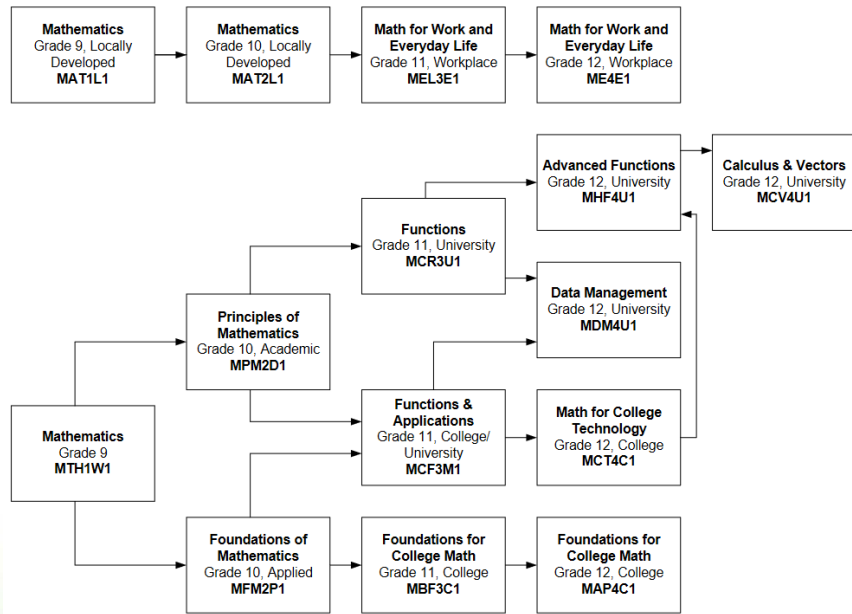 Mathematics
Grade 9, Locally
Developed
MAT1L1
Mathematics
Grade 10, Locally
Developed
MAT2L1
Math for Work and
Everyday Life
Grade 11, Workplace
MEL3E1
Math for Work and
Everyday Life
Grade 12, Workplace
ME4E1
Advanced Functions
Grade 12, University
MHF4U1
Calculus & Vectors
Grade 12, University
MCV4U1
Functions
Grade 11, University
MCR3U1
Data Management
Grade 12, University
MDM4U1
Principles of
Mathematics
Grade 10, Academic
MPM2D1
Functions &
Applications
Grade 11, College/
University
MCF3M1
Math for College
Technology
Grade 12, College
MCT4C1
Mathematics
Grade 9
MTH1W1
Foundations of
Mathematics
Grade 10, Applied
MFM2P1
Foundations for
College Math
Grade 11, College
MBF3C1
Foundations for
College Math
Grade 12, College
MAP4C1